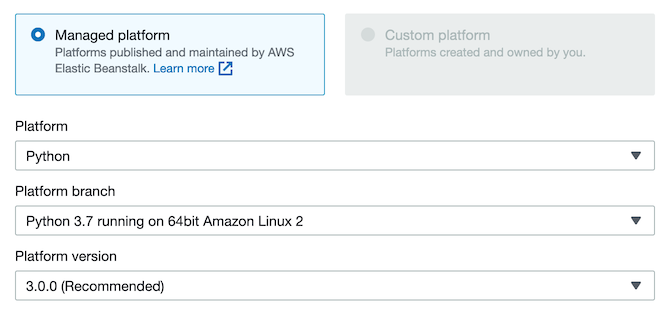 Managed platform
Platforms published and maintained by AWS
Elastic Beanstalk. Learn more
Custom platform
Platforms created and owned by you.
Platform
Python
Platform branch
Python 3.7 running on 64bit Amazon Linux 2
Platform version
3.0.0 (Recommended)